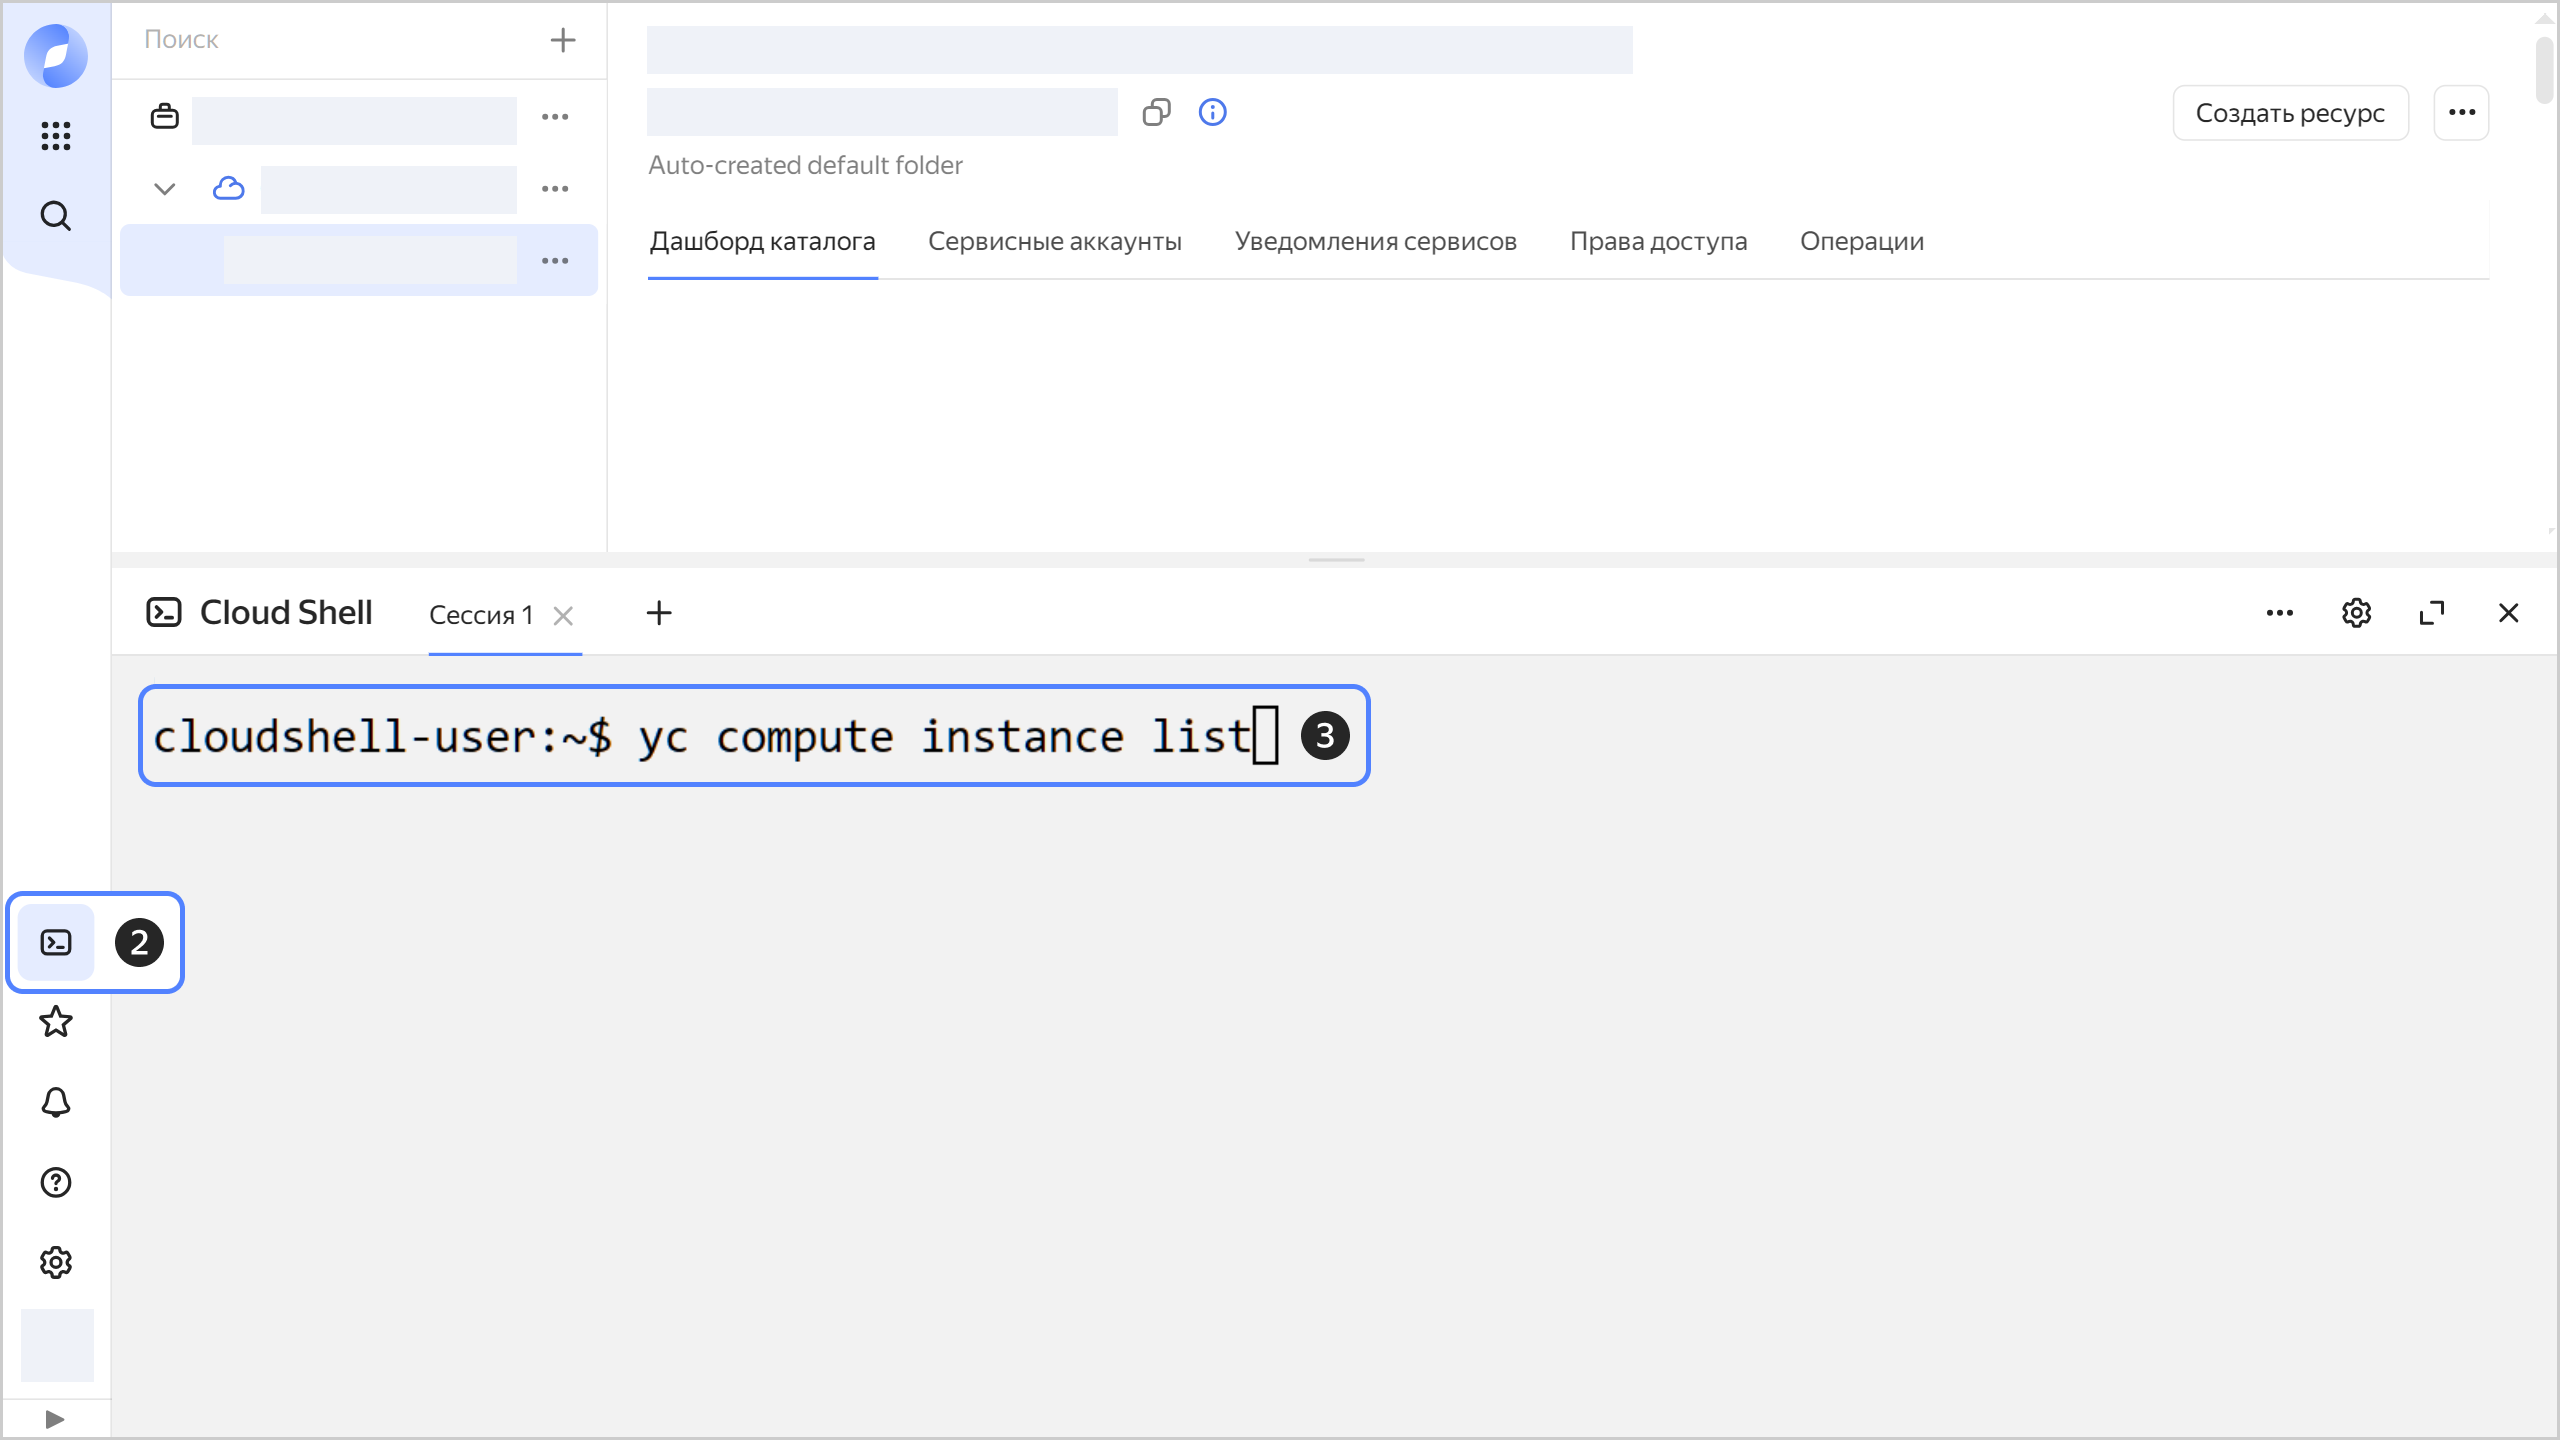 Поиск
Создать ресурс
Auto-created default folder
Дашборд каталога Сервисные аккаунты Уведомления сервисов Права доступа Операции
Cloud Shell Сессия 1
cloudshell-user:~$ yc compute instance list 3
2